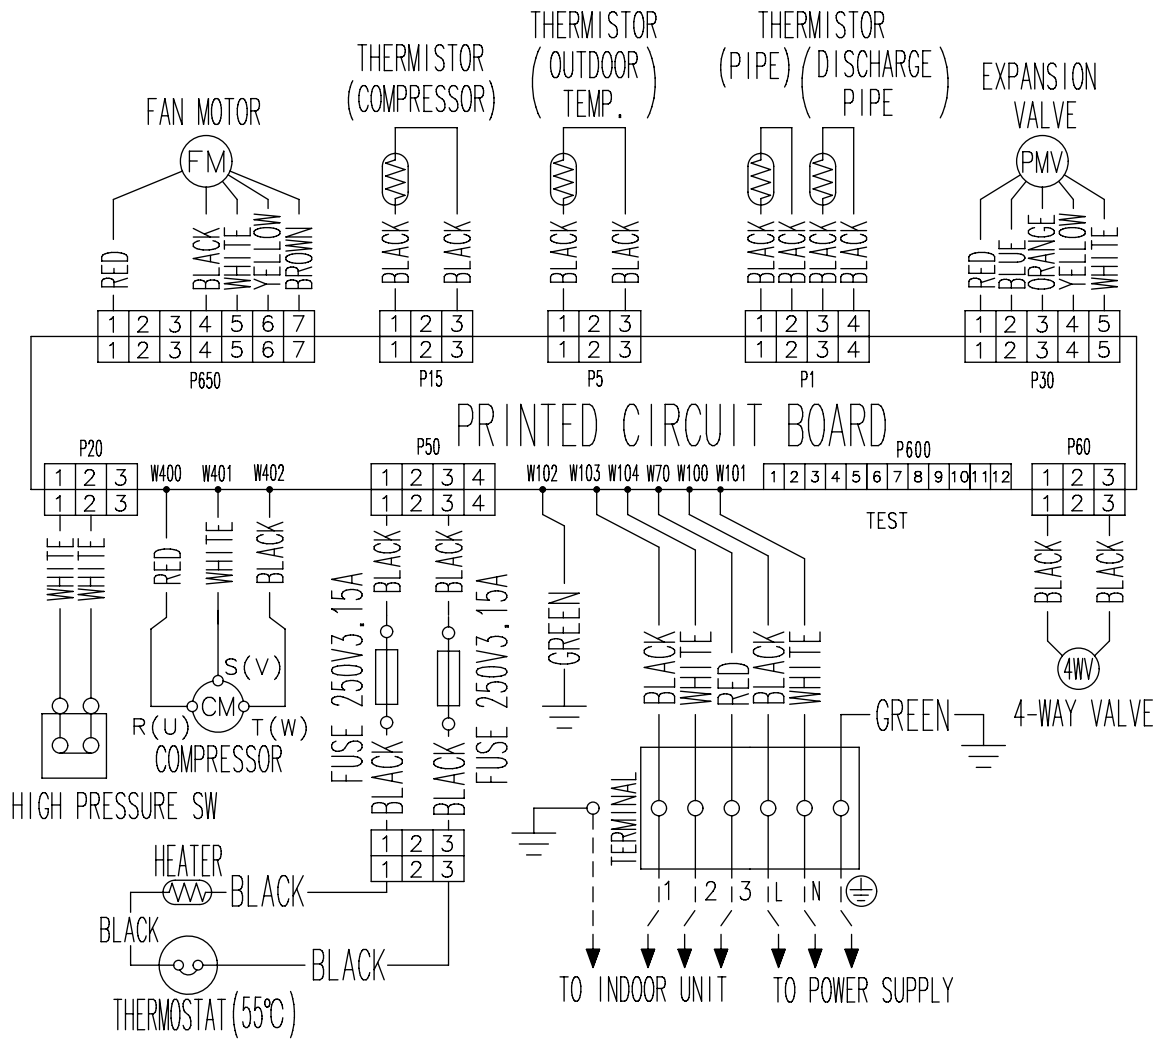 THERMISTOR
(OUTDOOR TEMP.)
THERMISTOR
(PIPE) (DISCHARGE PIPE)
THERMISTOR
(COMPRESSOR)
EXPANSION
VALVE
FAN MOTOR
FM
PMV
RED BLACK WHITE YELLOW BROWN
BLACK BLACK
BLACK BLACK
BLACK BLACK BLACK BLACK
RED BLUE ORANGE YELLOW WHITE
1 2 3 4 5 6 7
1 2 3 4 5 6 7
1 2 3
1 2 3
1 2 3
1 2 3
1 2 3 4
1 2 3 4
1 2 3 4 5
1 2 3 4 5
P650 P15 P5 P1 P30
PRINTED CIRCUIT BOARD
P20 P50 P600 P60
W400 W401 W402
W102 W103 W104 W70 W100 W101
1 2 3
1 2 3
1 2 3 4
1 2 3 4
1 2 3 4 5 6 7 8 9 10 11 12
1 2 3
1 2 3
TEST
WHITE WHITE
RED WHITE BLACK
BLACK BLACK
GREEN
BLACK WHITE RED BLACK WHITE
BLACK BLACK
FUSE 250V3.15A
FUSE 250V3.15A
S(V)
CM
R(U) T(W)
COMPRESSOR
4WV
4-WAY VALVE
GREEN
HIGH PRESSURE SW
BLACK BLACK
TERMINAL
1 2 3
1 2 3
HEATER
BLACK
BLACK
BLACK
THERMOSTAT(55℃)
1 2 3 L N
TO INDOOR UNIT
TO POWER SUPPLY